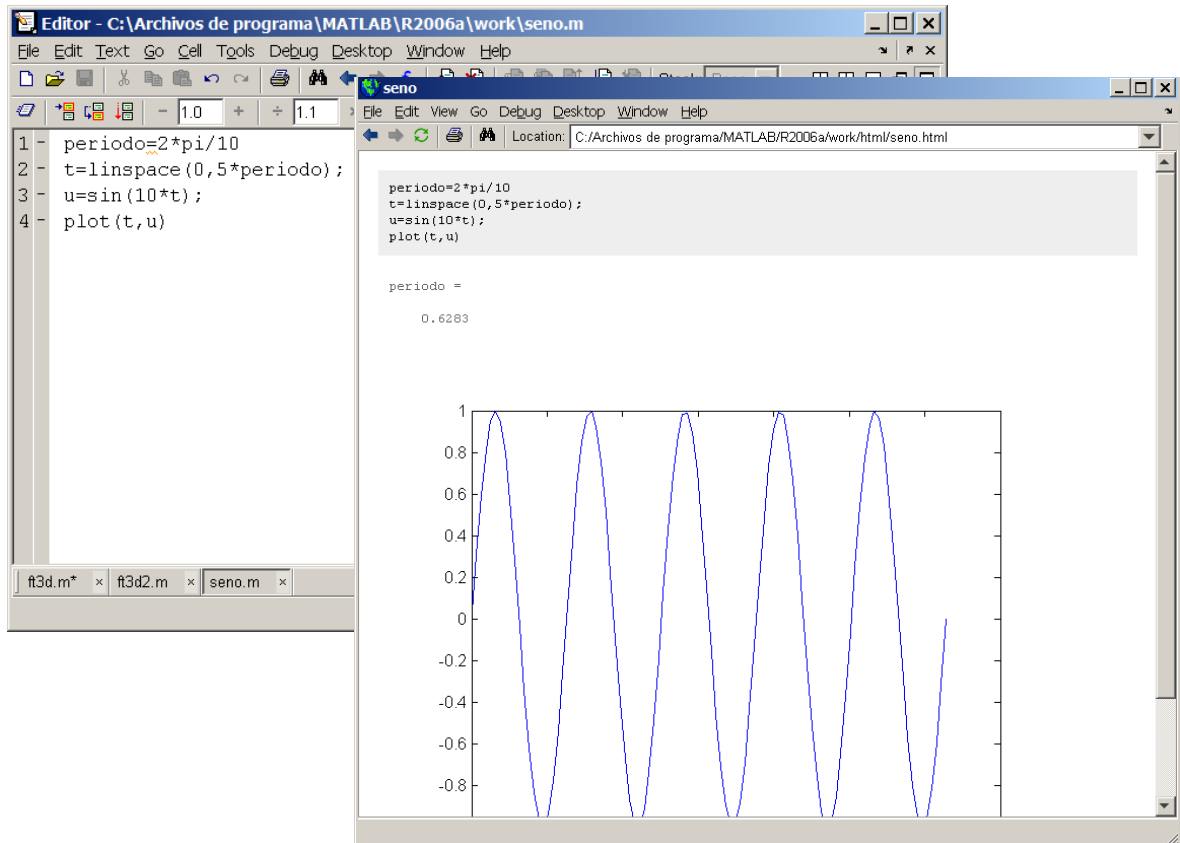 Editor - C:\Archivos de programa\MATLAB\R2006a\work\seno.m
File Edit Text Go Cell Tools Debug Desktop Window Help
- 1.0 + ÷ 1.1
1 - periodo=2*pi/10
2 - t=linspace(0,5*periodo);
3 - u=sin(10*t);
4 - plot(t,u)
ft3d.m* × ft3d2.m × seno.m ×
seno
File Edit View Go Debug Desktop Window Help
Location: C:/Archivos de programa/MATLAB/R2006a/work/html/seno.html
periodo=2*pi/10
t=linspace(0,5*periodo);
u=sin(10*t);
plot(t,u)
periodo =
0.6283
1
0.8
0.6
0.4
0.2
0
-0.2
-0.4
-0.6
-0.8